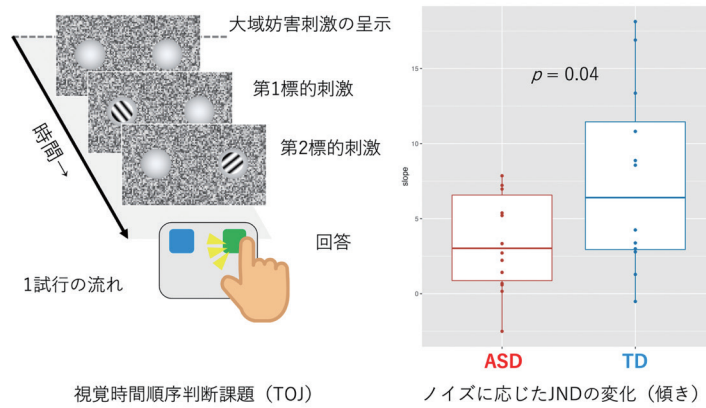 大域妨害刺激の呈示
第1標的刺激
第2標的刺激
時間→
回答
1試行の流れ
視覚時間順序判断課題（TOJ）
p = 0.04
15
10
5
0
slope
ASD
TD
ノイズに応じたJNDの変化（傾き）